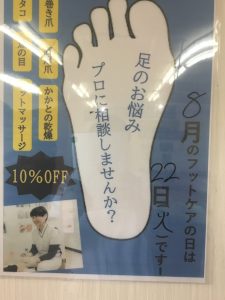 8月のフットケアの日は
22日(火)です!
足のお悩み
プロに相談しませんか?
巻き爪
タコ
かかとの乾燥
の目
ットマッサージ
10%OFF